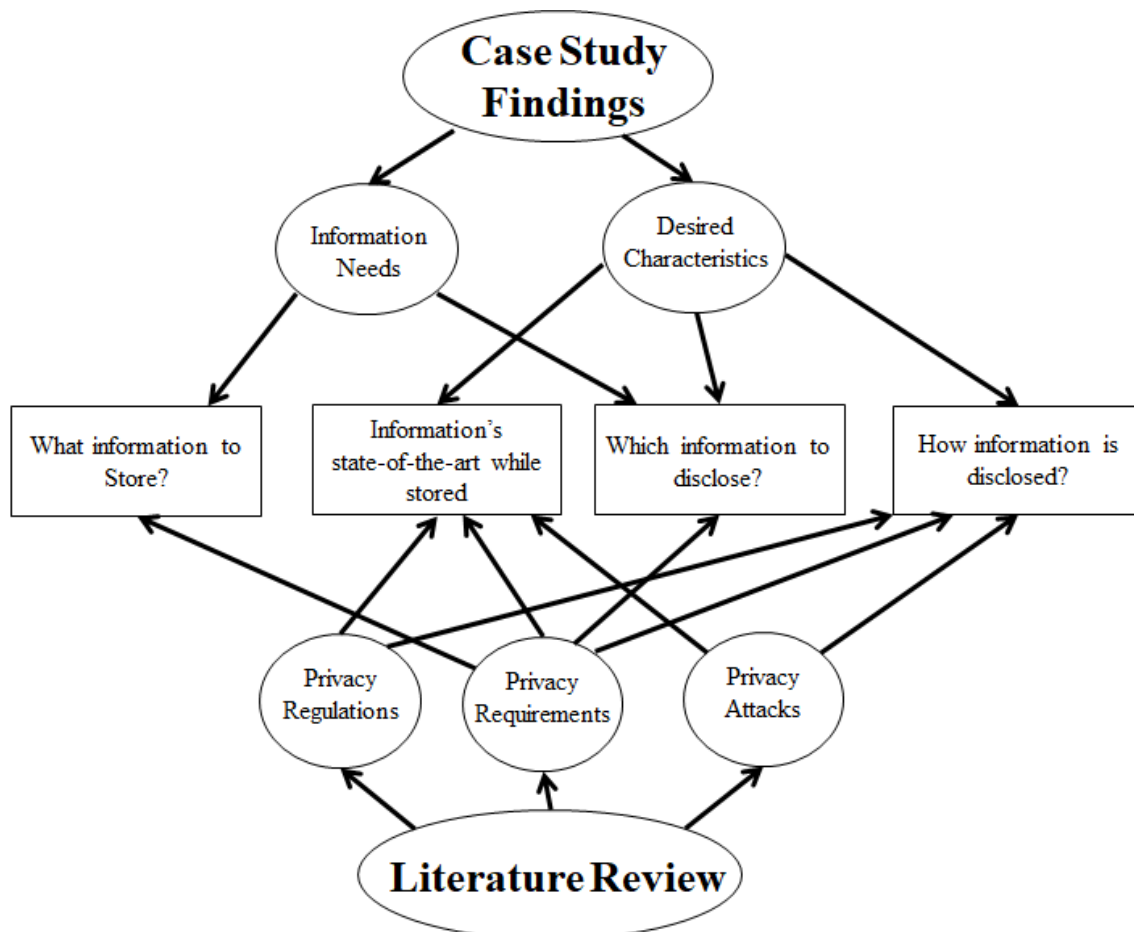 Case Study
Findings
Information
Needs
Desired
Characteristics
What information to
Store?
Information’s
state-of-the-art while
stored
Which information to
disclose?
How information is
disclosed?
Privacy
Regulations
Privacy
Requirements
Privacy
Attacks
Literature Review